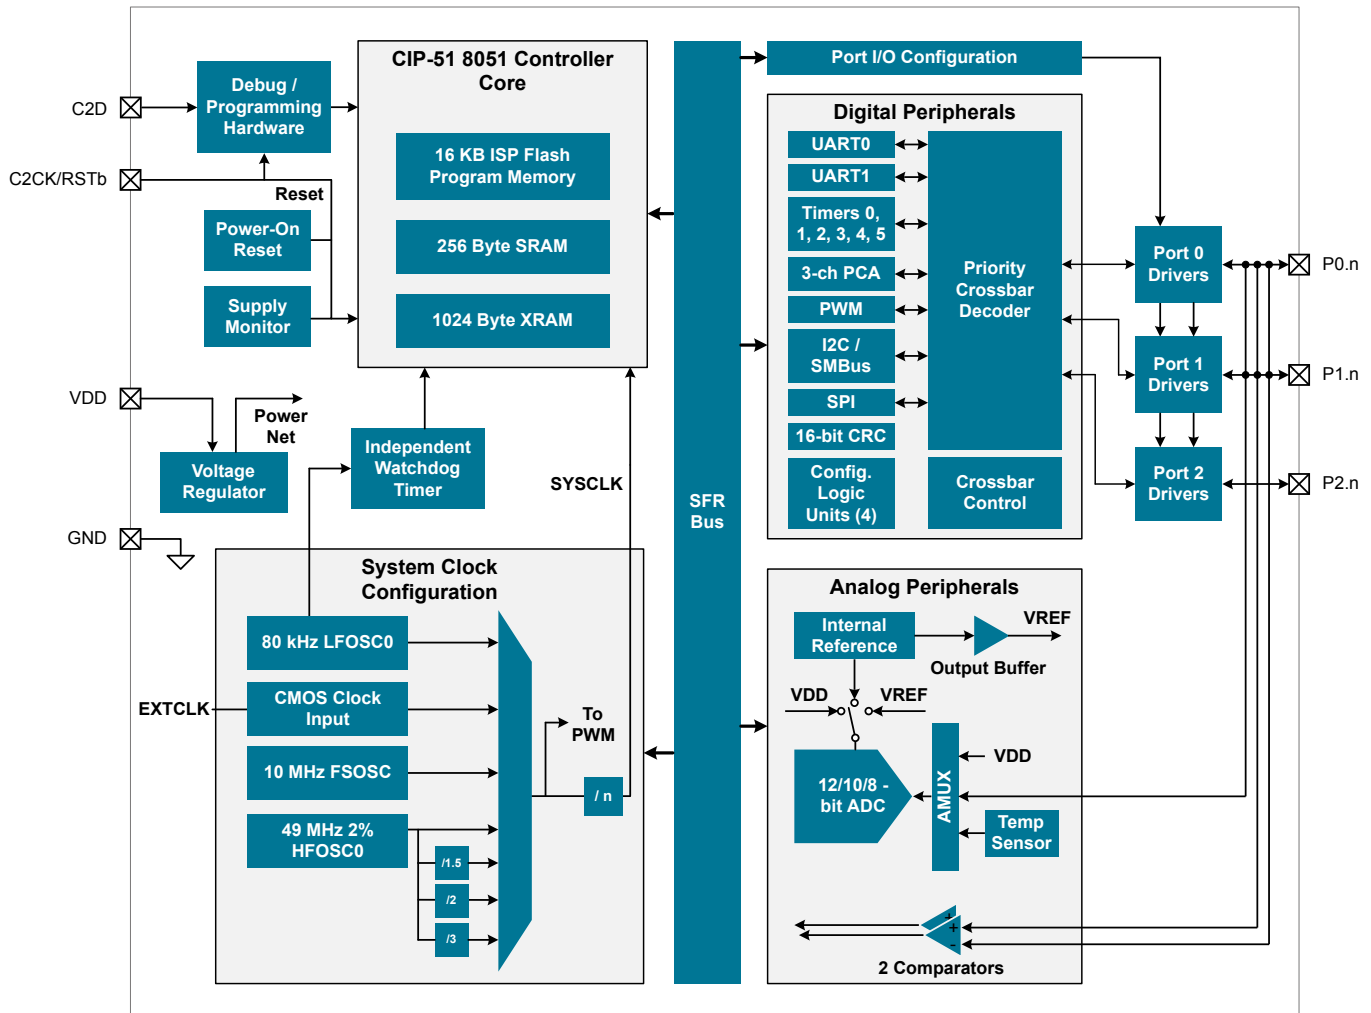 C2D
C2CK/RSTb
VDD
GND
Debug /
Programming
Hardware
Reset
Power-On
Reset
Supply
Monitor
Power
Net
Voltage
Regulator
CIP-51 8051 Controller
Core
16 KB ISP Flash
Program Memory
256 Byte SRAM
1024 Byte XRAM
Independent
Watchdog
Timer
SYSCLK
System Clock
Configuration
80 kHz LFOSC0
EXTCLK
CMOS Clock
Input
10 MHz FSOSC
49 MHz 2%
HFOSC0
/1.5
/2
/3
To
PWM
/ n
SFR
Bus
Port I/O Configuration
Digital Peripherals
UART0
UART1
Timers 0,
1, 2, 3, 4, 5
3-ch PCA
PWM
I2C /
SMBus
SPI
16-bit CRC
Config.
Logic
Units (4)
Priority
Crossbar
Decoder
Crossbar
Control
Port 0
Drivers
Port 1
Drivers
Port 2
Drivers
P0.n
P1.n
P2.n
Analog Peripherals
Internal
Reference
VREF
Output Buffer
VDD
VREF
12/10/8 -
bit ADC
AMUX
VDD
Temp
Sensor
+
+
-
2 Comparators